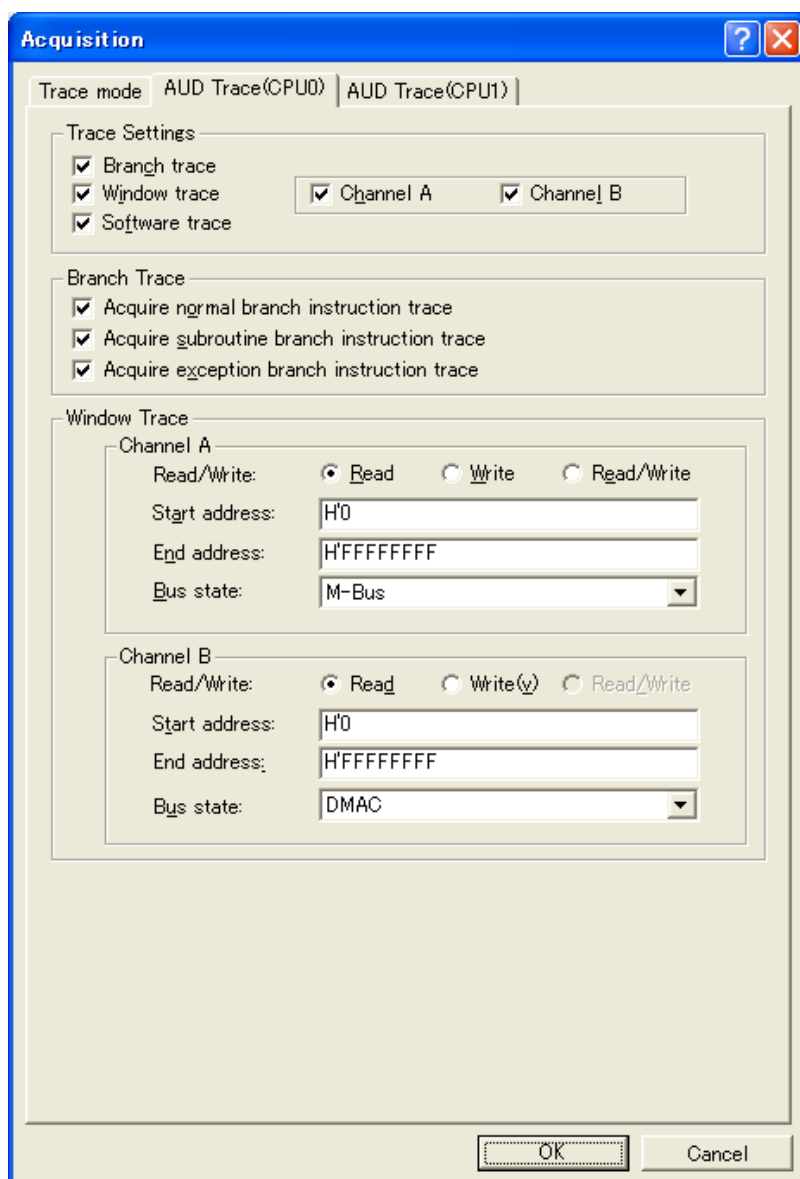 Acquisition
Trace mode AUD Trace(CPU0) AUD Trace(CPU1)
Trace Settings
Branch trace
Window trace Channel A Channel B
Software trace
Branch Trace
Acquire normal branch instruction trace
Acquire subroutine branch instruction trace
Acquire exception branch instruction trace
Window Trace
Channel A
Read/Write: Read Write Read/Write
Start address: H'0
End address: H'FFFFFFFF
Bus state: M-Bus
Channel B
Read/Write: Read Write(v) Read/Write
Start address: H'0
End address: H'FFFFFFFF
Bus state: DMAC
OK Cancel